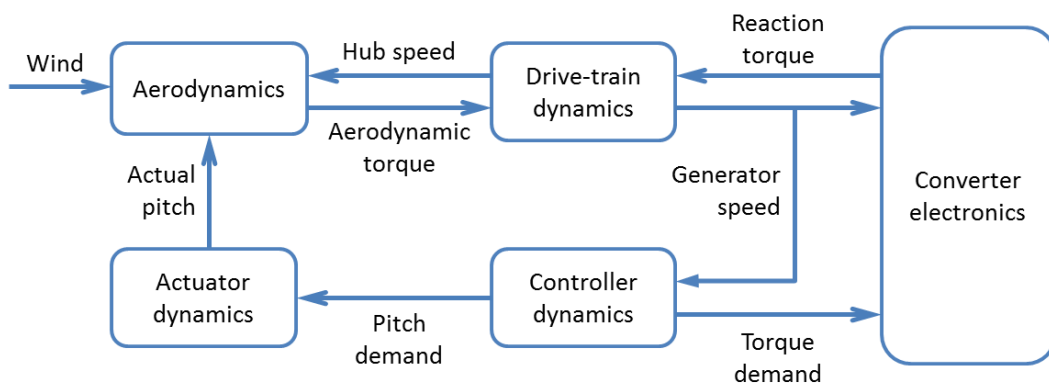 Wind
Aerodynamics
Hub speed
Aerodynamic
torque
Drive-train
dynamics
Reaction
torque
Generator
speed
Converter
electronics
Actual
pitch
Actuator
dynamics
Pitch
demand
Controller
dynamics
Torque
demand